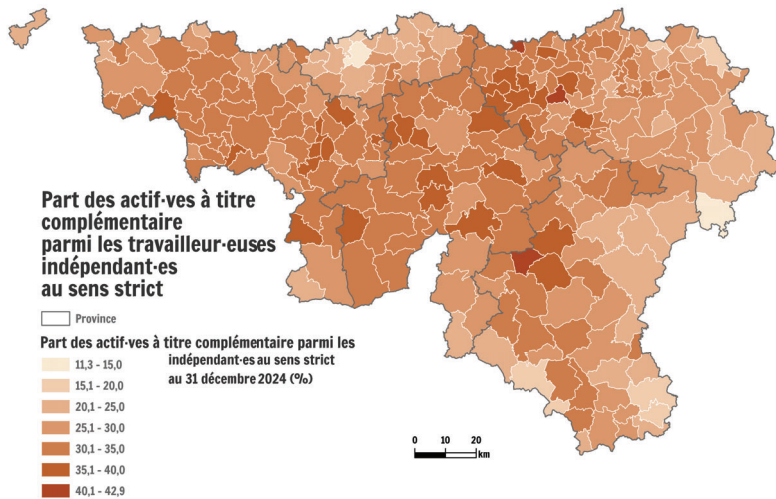 Part des actif·ves à titre
complémentaire
parmi les travailleur·euses
indépendant·es
au sens strict
Province
Part des actif·ves à titre complémentaire parmi les
indépendant·es au sens strict
au 31 décembre 2024 (%)
11,3 - 15,0
15,1 - 20,0
20,1 - 25,0
25,1 - 30,0
30,1 - 35,0
35,1 - 40,0
40,1 - 42,9
0 10 20
km